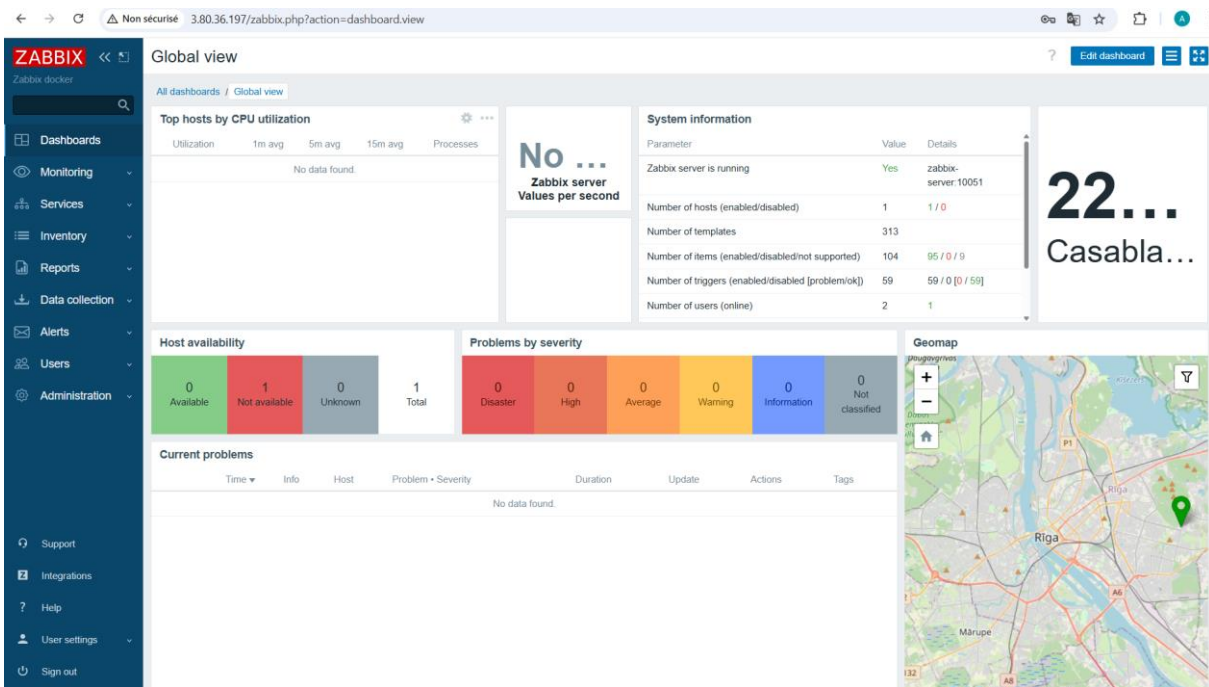 Non sécurisé 3.80.36.197/zabbix.php?action=dashboard.view
A
ZABBIX
Zabbix docker
Dashboards
Monitoring
Services
Inventory
Reports
Data collection
Alerts
Users
Administration
Support
Integrations
? Help
User settings
Sign out
Global view
? Edit dashboard
All dashboards / Global view
Top hosts by CPU utilization
Utilization 1m avg 5m avg 15m avg Processes
No data found.
No ...
Zabbix server
Values per second
System information
Parameter Value Details
Zabbix server is running Yes zabbix-
server:10051
Number of hosts (enabled/disabled) 1 1 / 0
Number of templates 313
Number of items (enabled/disabled/not supported) 104 95 / 0 / 9
Number of triggers (enabled/disabled [problem/ok]) 59 59 / 0 [0 / 59]
Number of users (online) 2 1
22...
Casabla...
Host availability
0 1 0 1
Available Not available Unknown Total
Problems by severity
0 0 0 0 0 0
Disaster High Average Warning Information Not
classified
Geomap
+
−
P1
Rīga
Rīga
A6
Mārupe
132
A8
Current problems
Time Info Host Problem • Severity Duration Update Actions Tags
No data found.